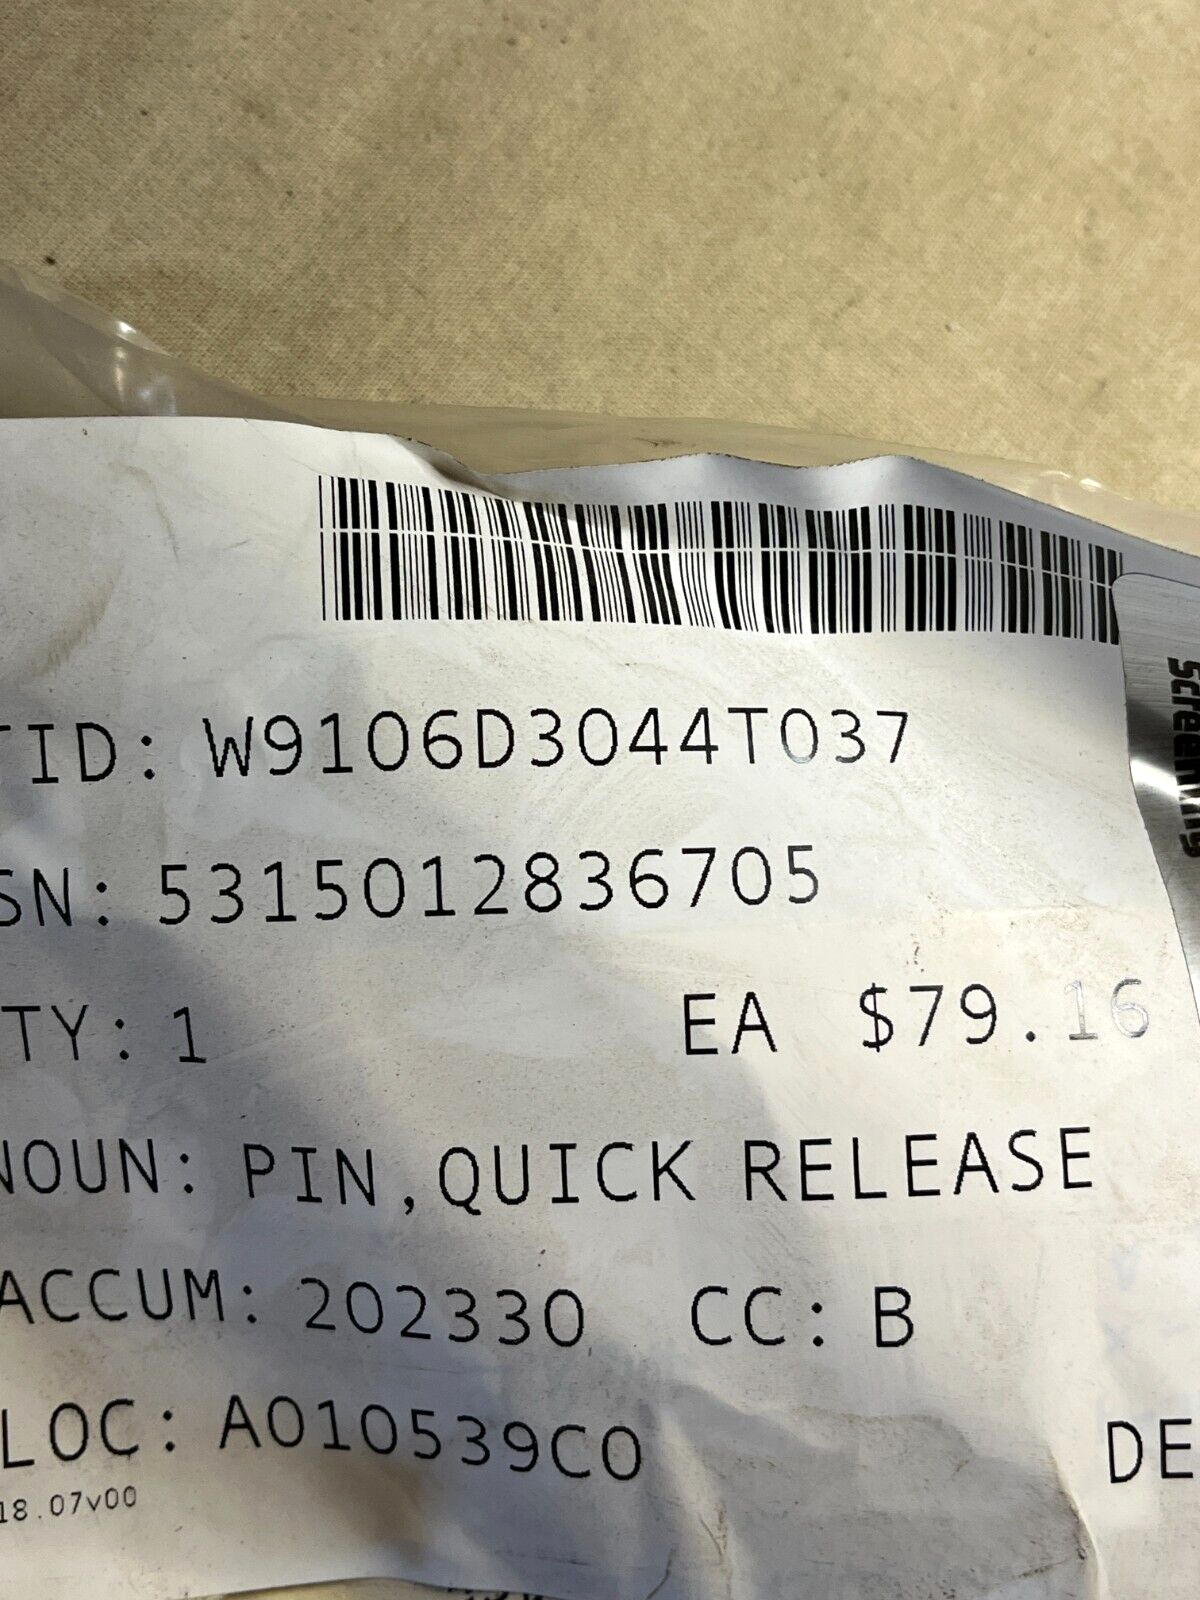 TID: W9106D3044T037
SN: 5315012836705
TY: 1 EA $79.16
NOUN: PIN,QUICK RELEASE
ACCUM: 202330 CC: B
LOC: A010539C0 DE
18.07v00